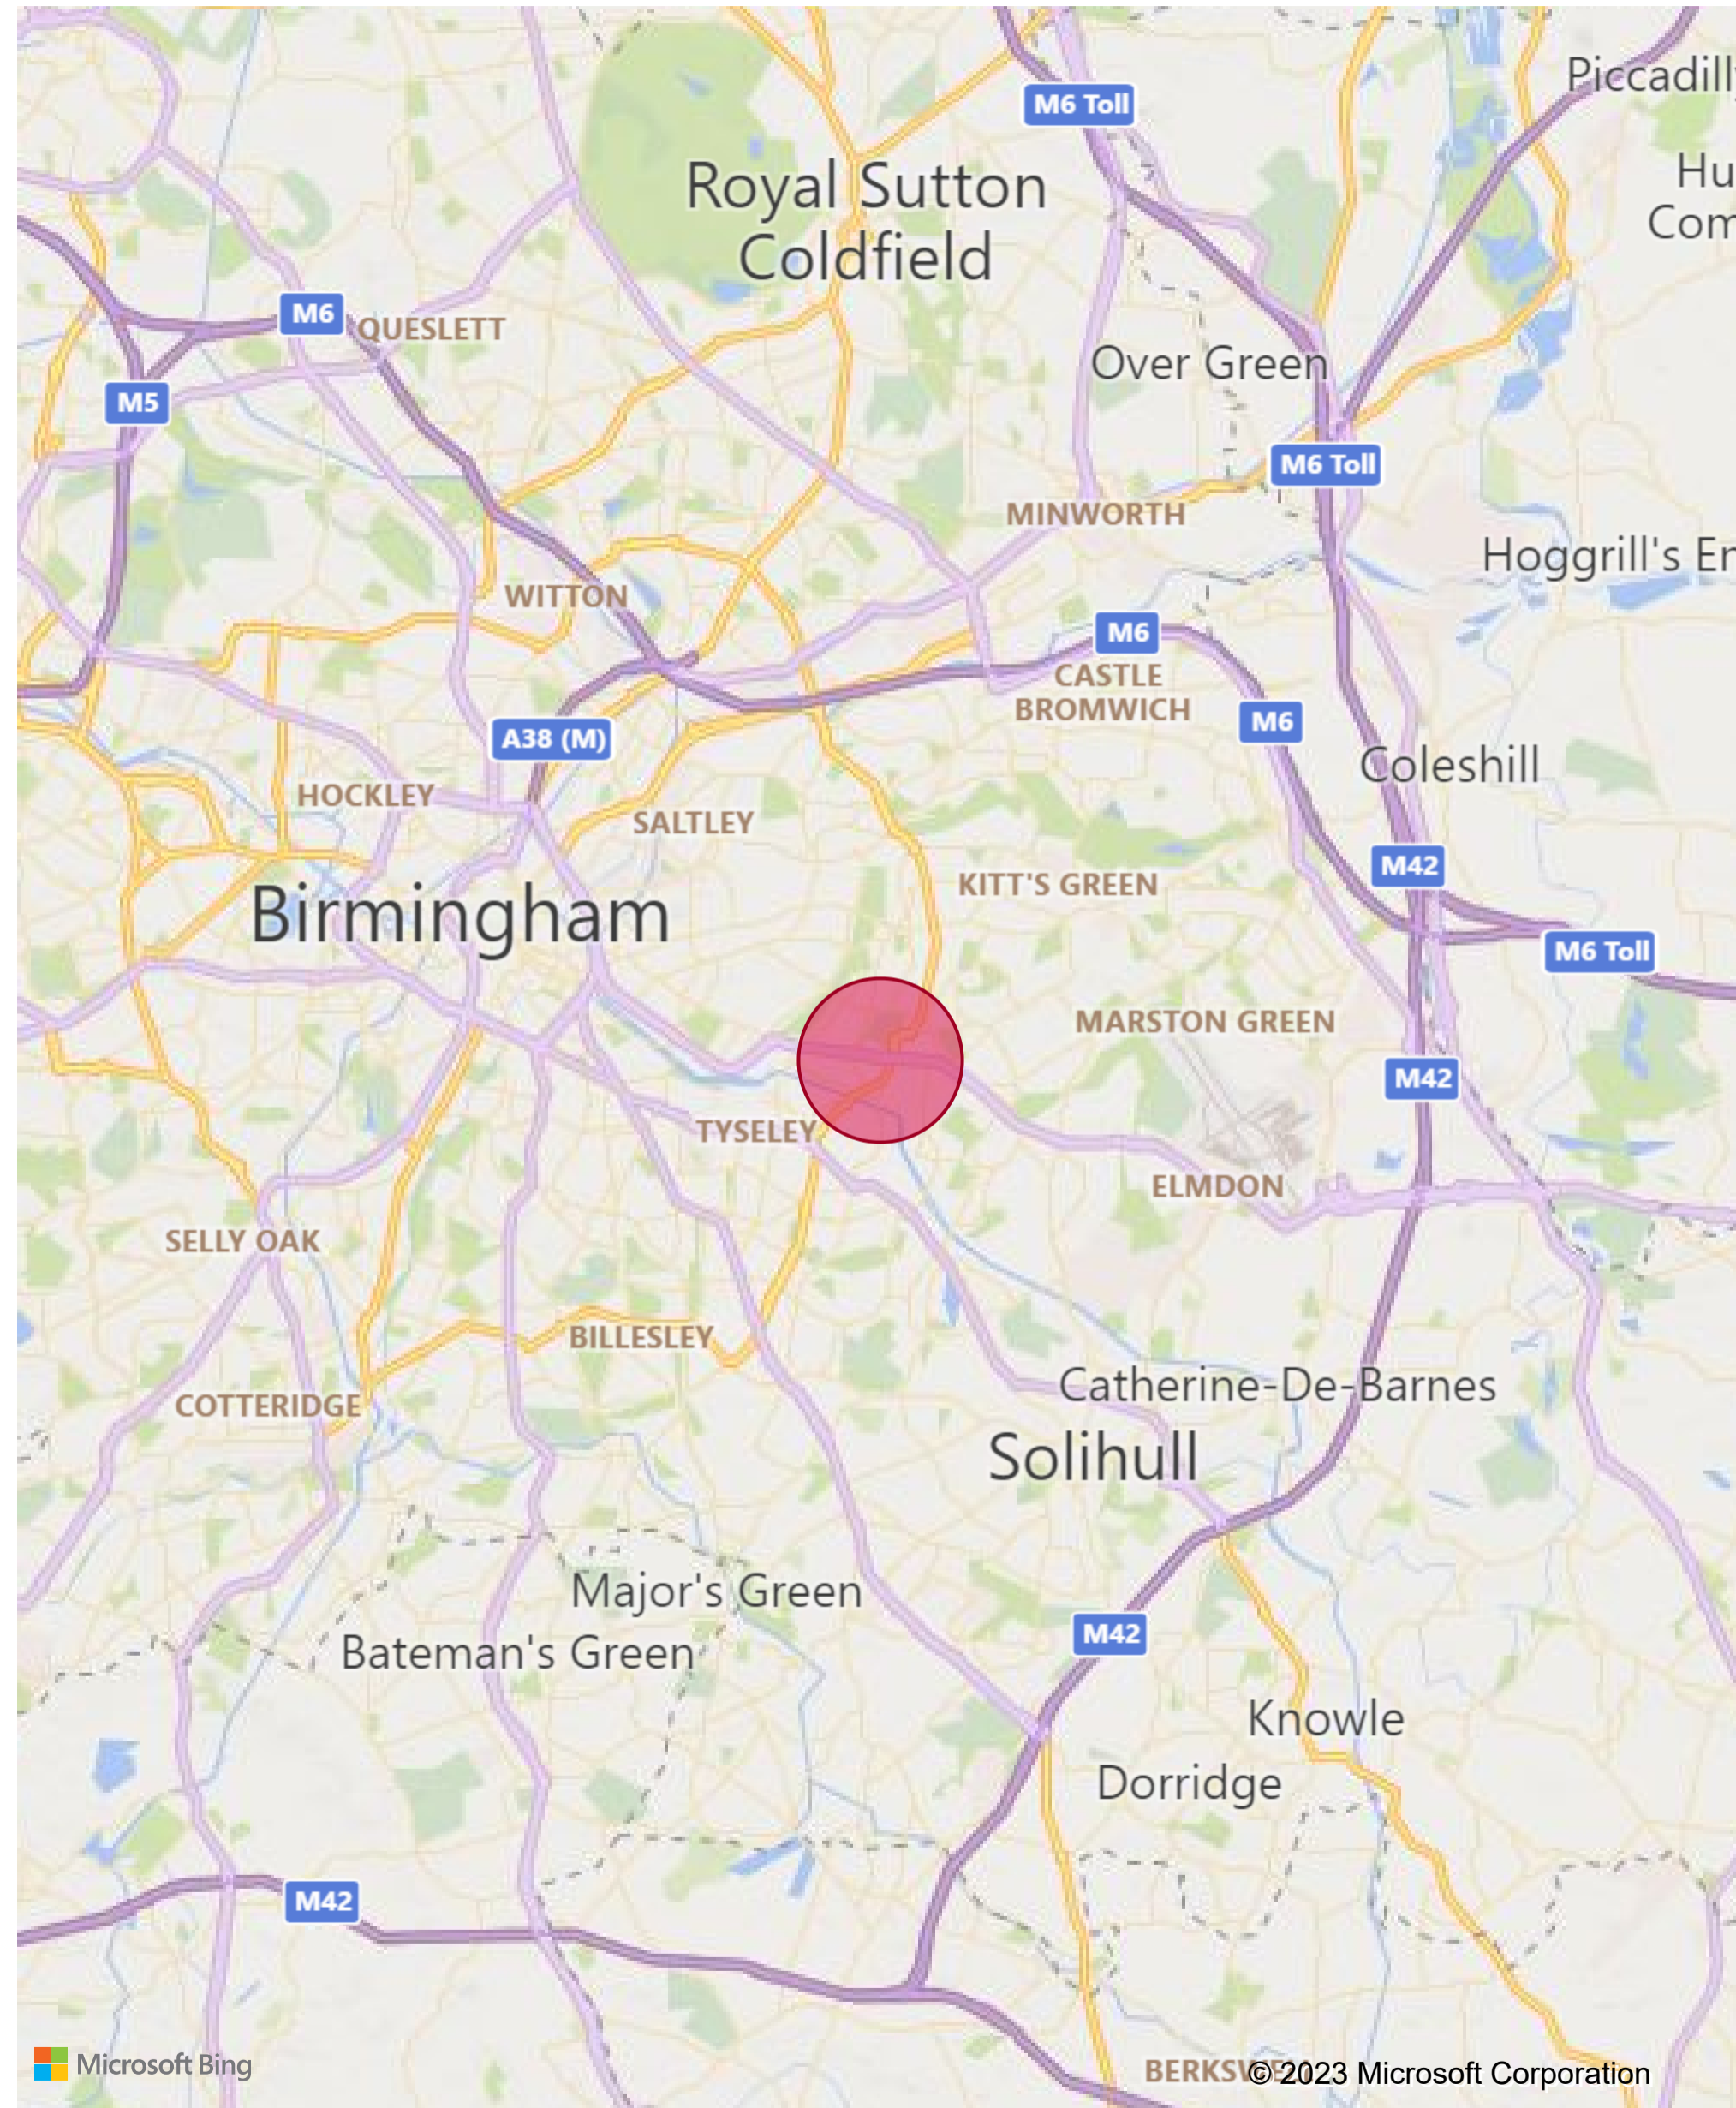 Piccadill
M6 Toll
Royal Sutton
Coldfield
Hu
Com
M6
QUESLETT
Over Green
M5
M6 Toll
MINWORTH
Hoggrill's En
WITTON
M6
CASTLE
BROMWICH
M6
A38 (M)
Coleshill
HOCKLEY
SALTLEY
M42
KITT'S GREEN
Birmingham
M6 Toll
MARSTON GREEN
M42
TYSELEY
ELMDON
SELLY OAK
BILLESLEY
Catherine-De-Barnes
COTTERIDGE
Solihull
Major's Green
M42
Bateman's Green
Knowle
Dorridge
M42
Microsoft Bing
BERKSWELL
© 2023 Microsoft Corporation